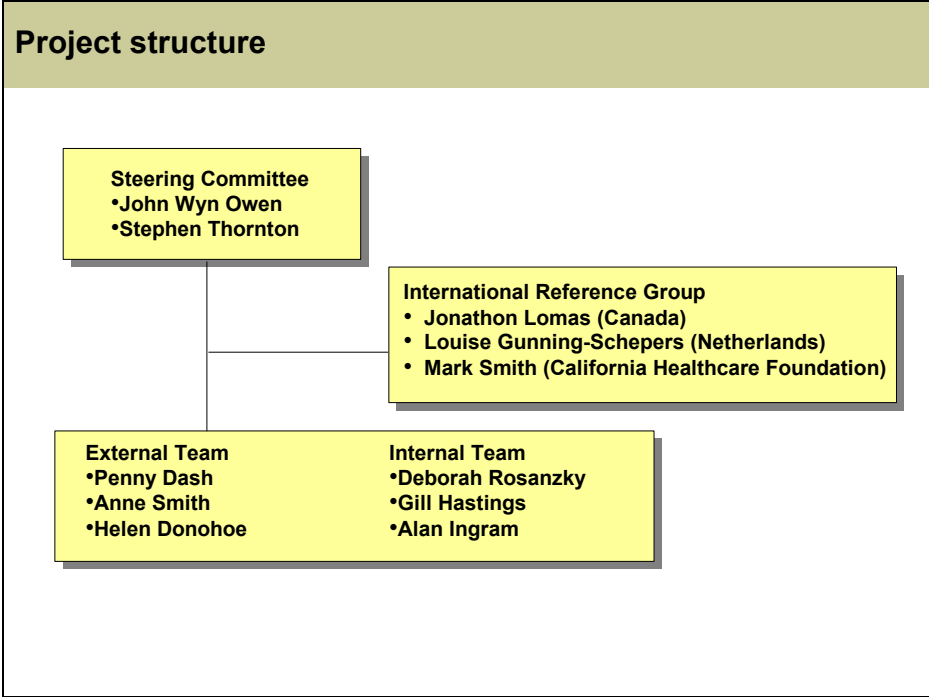 Project structure
Steering Committee
•John Wyn Owen
•Stephen Thornton
International Reference Group
• Jonathon Lomas (Canada)
• Louise Gunning-Schepers (Netherlands)
• Mark Smith (California Healthcare Foundation)
External Team
•Penny Dash
•Anne Smith
•Helen Donohoe
Internal Team
•Deborah Rosanzky
•Gill Hastings
•Alan Ingram